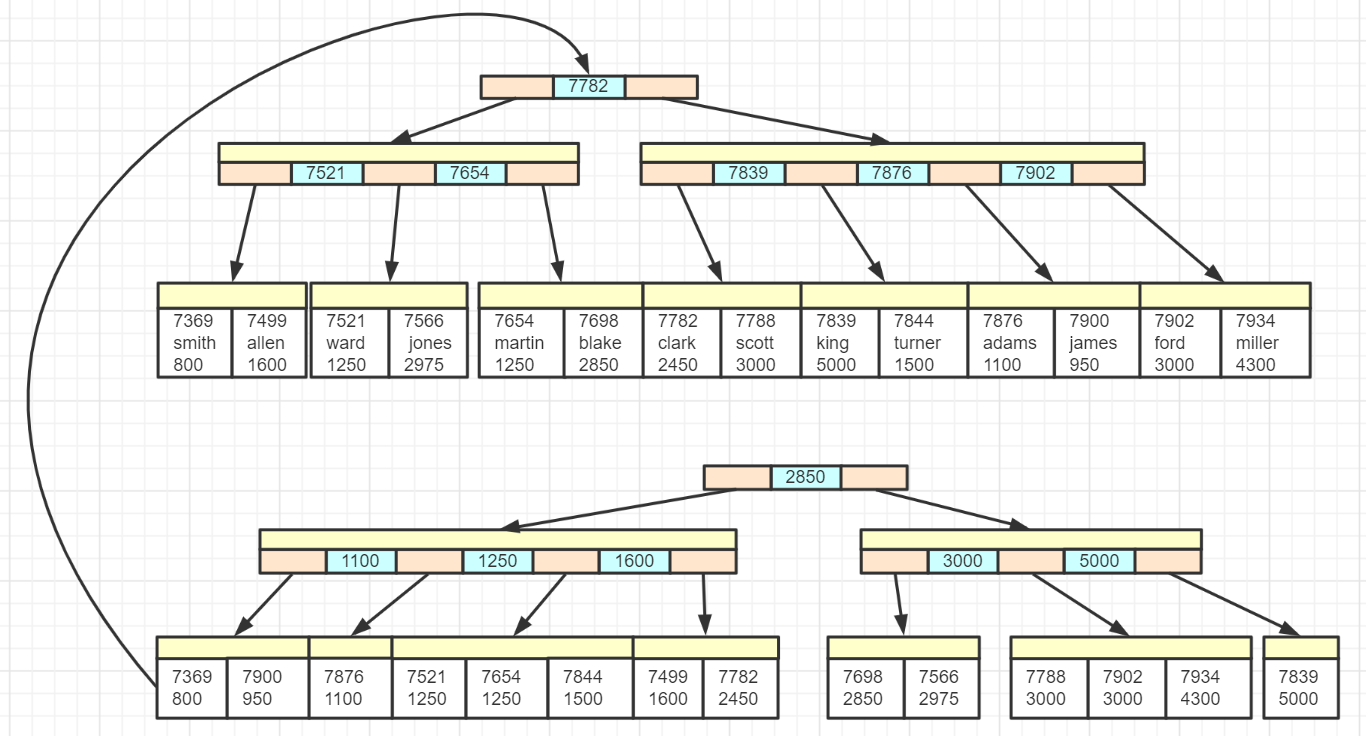 7782
7521 7654
7839 7876 7902
7369 7499 7521 7566 7654 7698 7782 7788 7839 7844 7876 7900 7902 7934
smith allen ward jones martin blake clark scott king turner adams james ford miller
800 1600 1250 2975 1250 2850 2450 3000 5000 1500 1100 950 3000 4300
2850
1100 1250 1600
3000 5000
7369 7900 7876 7521 7654 7844 7499 7782 7698 7566 7788 7902 7934 7839
800 950 1100 1250 1250 1500 1600 2450 2850 2975 3000 3000 4300 5000